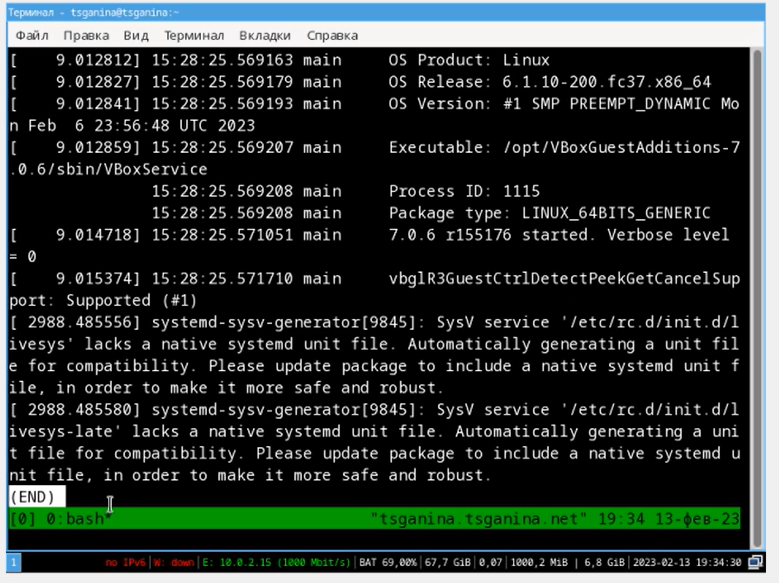 Терминал - tsganina@tsganina:~
Файл Правка Вид Терминал Вкладки Справка
[    9.012812] 15:28:25.569163 main     OS Product: Linux
[    9.012827] 15:28:25.569179 main     OS Release: 6.1.10-200.fc37.x86_64
[    9.012841] 15:28:25.569193 main     OS Version: #1 SMP PREEMPT_DYNAMIC Mo
n Feb  6 23:56:48 UTC 2023
[    9.012859] 15:28:25.569207 main     Executable: /opt/VBoxGuestAdditions-7
.0.6/sbin/VBoxService
               15:28:25.569208 main     Process ID: 1115
               15:28:25.569208 main     Package type: LINUX_64BITS_GENERIC
[    9.014718] 15:28:25.571051 main     7.0.6 r155176 started. Verbose level
= 0
[    9.015374] 15:28:25.571710 main     vbglR3GuestCtrlDetectPeekGetCancelSup
port: Supported (#1)
[ 2988.485556] systemd-sysv-generator[9845]: SysV service '/etc/rc.d/init.d/l
ivesys' lacks a native systemd unit file. Automatically generating a unit fil
e for compatibility. Please update package to include a native systemd unit f
ile, in order to make it more safe and robust.
[ 2988.485580] systemd-sysv-generator[9845]: SysV service '/etc/rc.d/init.d/l
ivesys-late' lacks a native systemd unit file. Automatically generating a uni
t file for compatibility. Please update package to include a native systemd u
nit file, in order to make it more safe and robust.
(END)
[0] 0:bash* "tsganina.tsganina.net" 19:34 13-фев-23
1 no IPv6|W: down|E: 10.0.2.15 (1000 Mbit/s)|BAT 69,00%|67,7 GiB|0,07|1000,2 MiB | 6,8 GiB|2023-02-13 19:34:30